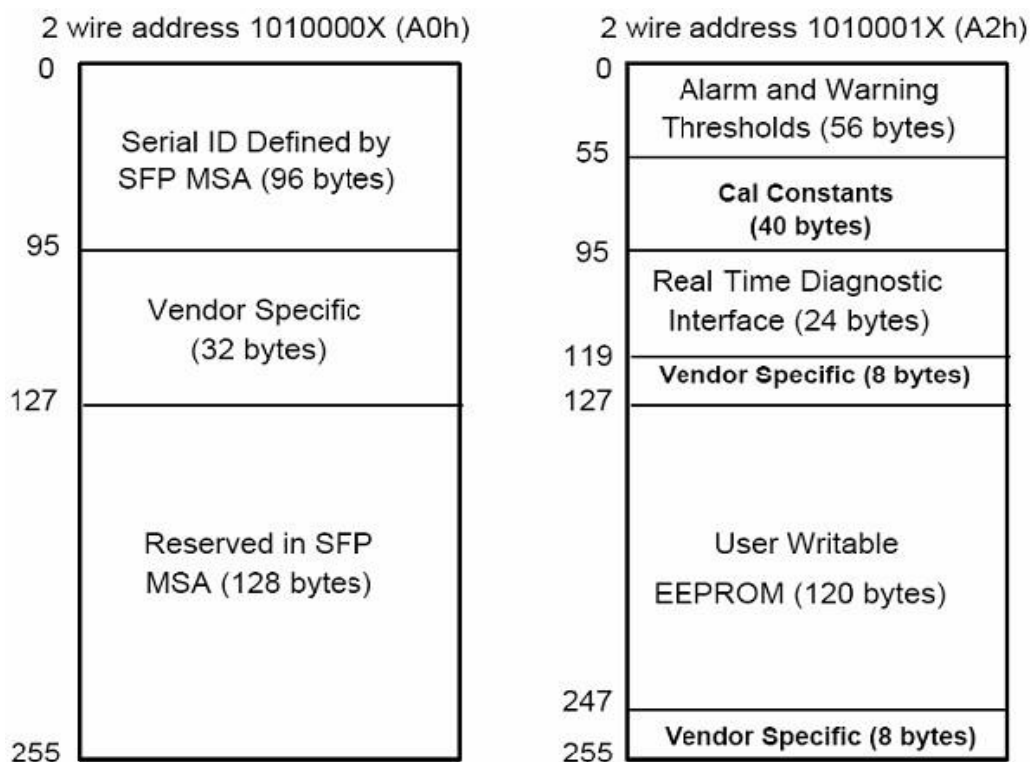 2 wire address 1010000X (A0h)
0
Serial ID Defined by
SFP MSA (96 bytes)
95
Vendor Specific
(32 bytes)
127
Reserved in SFP
MSA (128 bytes)
255
2 wire address 1010001X (A2h)
0
Alarm and Warning
Thresholds (56 bytes)
55
Cal Constants
(40 bytes)
95
Real Time Diagnostic
Interface (24 bytes)
119
Vendor Specific (8 bytes)
127
User Writable
EEPROM (120 bytes)
247
Vendor Specific (8 bytes)
255